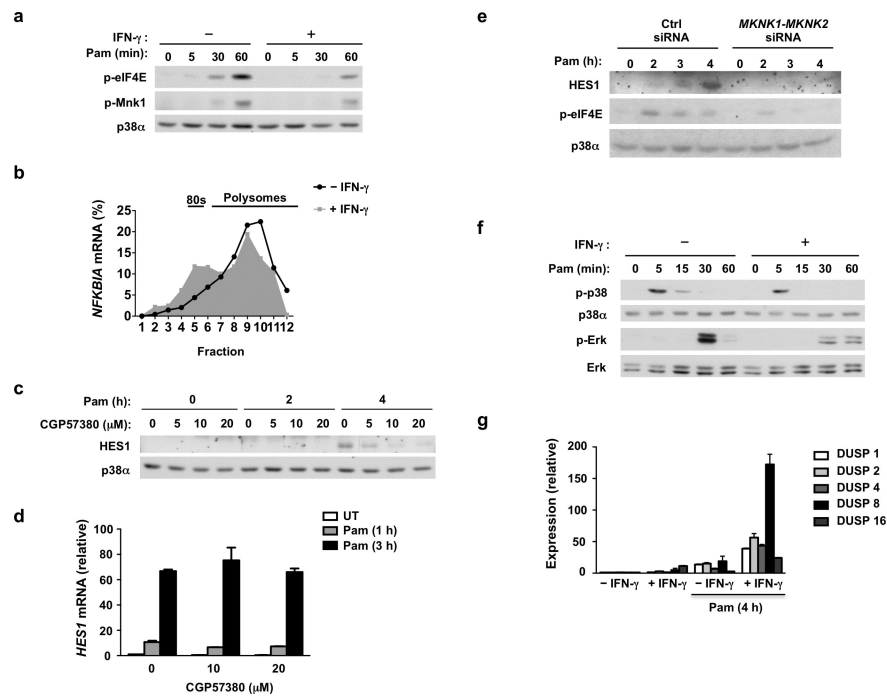 a
IFN-γ : − +
Pam (min): 0 5 30 60 0 5 30 60
p-eIF4E
p-Mnk1
p38α
b
80s Polysomes
− IFN-γ
+ IFN-γ
NFKBIA mRNA (%)
25
20
15
10
5
0
1 2 3 4 5 6 7 8 9 10 11 12
Fraction
c
Pam (h): 0 2 4
CGP57380 (μM): 0 5 10 20 0 5 10 20 0 5 10 20
HES1
p38α
d
UT
Pam (1 h)
Pam (3 h)
HES1 mRNA (relative)
100
80
60
40
20
0
0 10 20
CGP57380 (μM)
e
Ctrl siRNA
MKNK1-MKNK2 siRNA
Pam (h): 0 2 3 4 0 2 3 4
HES1
p-eIF4E
p38α
f
IFN-γ : − +
Pam (min): 0 5 15 30 60 0 5 15 30 60
p-p38
p38α
p-Erk
Erk
g
Expression (relative)
200
150
100
50
0
DUSP 1
DUSP 2
DUSP 4
DUSP 8
DUSP 16
− IFN-γ + IFN-γ − IFN-γ + IFN-γ
Pam (4 h)